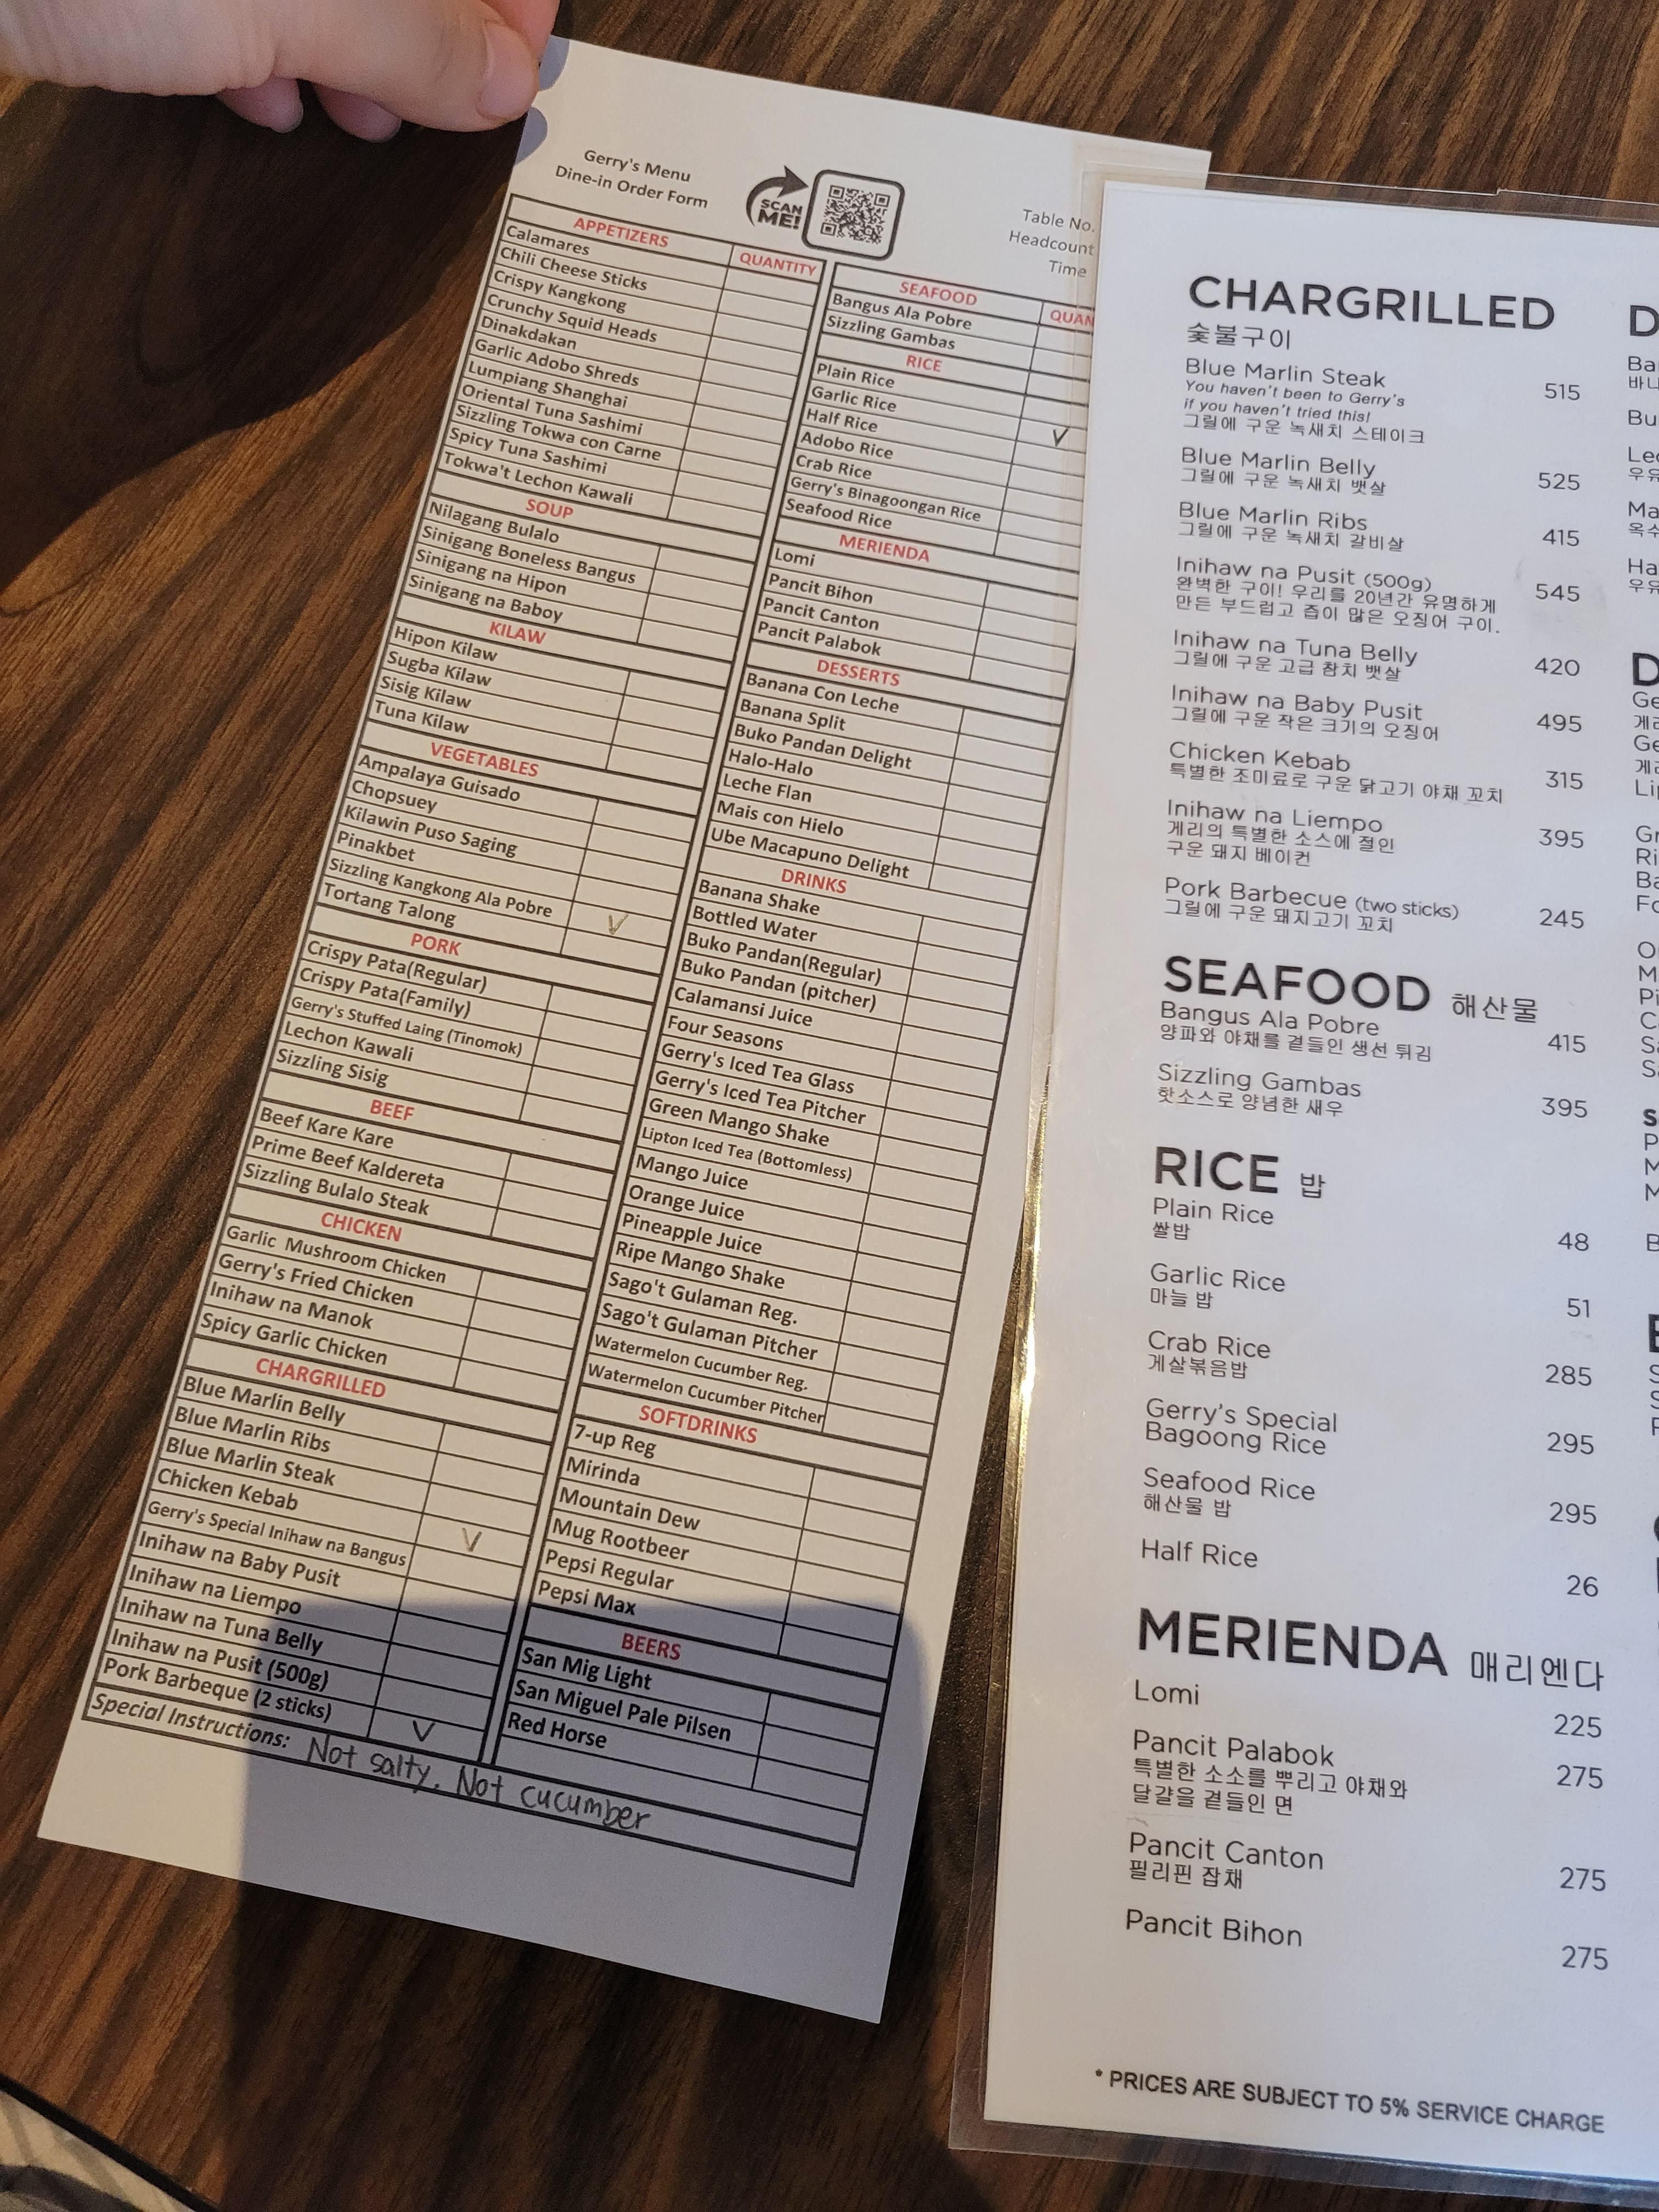 Gerry's Menu
Dine-in Order Form
SCAN
ME!
Table No.
Headcount
Time
APPETIZERS
QUANTITY
Calamares
Chili Cheese Sticks
Crispy Kangkong
Crunchy Squid Heads
Dinakdakan
Garlic Adobo Shreds
Lumpiang Shanghai
Oriental Tuna Sashimi
Sizzling Tokwa con Carne
Spicy Tuna Sashimi
Tokwa't Lechon Kawali
SOUP
Nilagang Bulalo
Sinigang Boneless Bangus
Sinigang na Hipon
Sinigang na Baboy
KILAW
Hipon Kilaw
Sugba Kilaw
Sisig Kilaw
Tuna Kilaw
VEGETABLES
Ampalaya Guisado
Chopsuey
Kilawin Puso Saging
Pinakbet
Sizzling Kangkong Ala Pobre
Tortang Talong
PORK
Crispy Pata(Regular)
Crispy Pata(Family)
Gerry's Stuffed Laing (Tinomok)
Lechon Kawali
Sizzling Sisig
BEEF
Beef Kare Kare
Prime Beef Kaldereta
Sizzling Bulalo Steak
CHICKEN
Garlic Mushroom Chicken
Gerry's Fried Chicken
Inihaw na Manok
Spicy Garlic Chicken
CHARGRILLED
Blue Marlin Belly
Blue Marlin Ribs
Blue Marlin Steak
Chicken Kebab
Gerry's Special Inihaw na Bangus
Inihaw na Baby Pusit
Inihaw na Liempo
Inihaw na Tuna Belly
Inihaw na Pusit (500g)
Pork Barbeque (2 sticks)
Special Instructions: Not salty. Not cucumber
SEAFOOD
QUAN
Bangus Ala Pobre
Sizzling Gambas
RICE
Plain Rice
Garlic Rice
Half Rice
Adobo Rice
Crab Rice
Gerry's Binagoongan Rice
Seafood Rice
MERIENDA
Lomi
Pancit Bihon
Pancit Canton
Pancit Palabok
DESSERTS
Banana Con Leche
Banana Split
Buko Pandan Delight
Halo-Halo
Leche Flan
Mais con Hielo
Ube Macapuno Delight
DRINKS
Banana Shake
Bottled Water
Buko Pandan(Regular)
Buko Pandan (pitcher)
Calamansi Juice
Four Seasons
Gerry's Iced Tea Glass
Gerry's Iced Tea Pitcher
Green Mango Shake
Lipton Iced Tea (Bottomless)
Mango Juice
Orange Juice
Pineapple Juice
Ripe Mango Shake
Sago't Gulaman Reg.
Sago't Gulaman Pitcher
Watermelon Cucumber Reg.
Watermelon Cucumber Pitcher
SOFTDRINKS
7-up Reg
Mirinda
Mountain Dew
Mug Rootbeer
Pepsi Regular
Pepsi Max
BEERS
San Mig Light
San Miguel Pale Pilsen
Red Horse
CHARGRILLED
숯불구이
Blue Marlin Steak 515
You haven't been to Gerry's
if you haven't tried this!
그릴에 구운 녹새치 스테이크
Blue Marlin Belly 525
그릴에 구운 녹새치 뱃살
Blue Marlin Ribs 415
그릴에 구운 녹새치 갈비살
Inihaw na Pusit (500g) 545
완벽한 구이! 우리를 20년간 유명하게
만든 부드럽고 즙이 많은 오징어 구이.
Inihaw na Tuna Belly 420
그릴에 구운 고급 참치 뱃살
Inihaw na Baby Pusit 495
그릴에 구운 작은 크기의 오징어
Chicken Kebab 315
특별한 조미료로 구운 닭고기 야채 꼬치
Inihaw na Liempo 395
게리의 특별한 소스에 절인
구운 돼지 베이컨
Pork Barbecue (two sticks) 245
그릴에 구운 돼지고기 꼬치
SEAFOOD 해산물
Bangus Ala Pobre 415
양파와 야채를 곁들인 생선 튀김
Sizzling Gambas 395
핫소스로 양념한 새우
RICE 밥
Plain Rice 48
쌀밥
Garlic Rice 51
마늘 밥
Crab Rice 285
게살볶음밥
Gerry's Special
Bagoong Rice 295
Seafood Rice 295
해산물 밥
Half Rice 26
MERIENDA 매리엔다
Lomi 225
Pancit Palabok 275
특별한 소소를 뿌리고 야채와
달걀을 곁들인 면
Pancit Canton 275
필리핀 잡채
Pancit Bihon 275
* PRICES ARE SUBJECT TO 5% SERVICE CHARGE